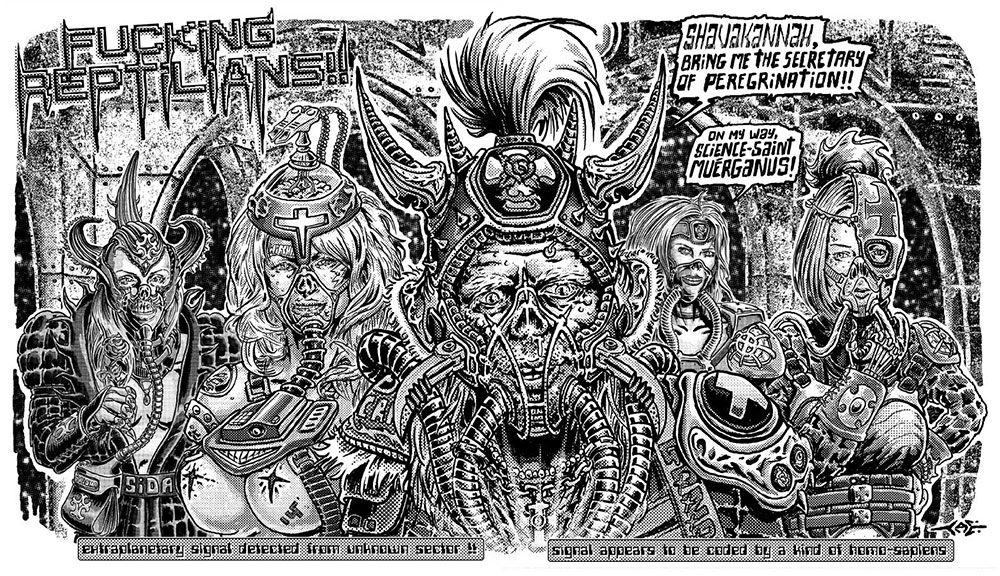 FUCKING
REPTILIANS!!
SHAVAKANNAH,
BRING ME THE SECRETARY
OF PEREGRINATION!!
ON MY WAY,
SCIENCE-SAINT
MUËRGANUS!
SIDA
extraplanetary signal detected from unknown sector !!
signal appears to be coded by a kind of homo-sapiens